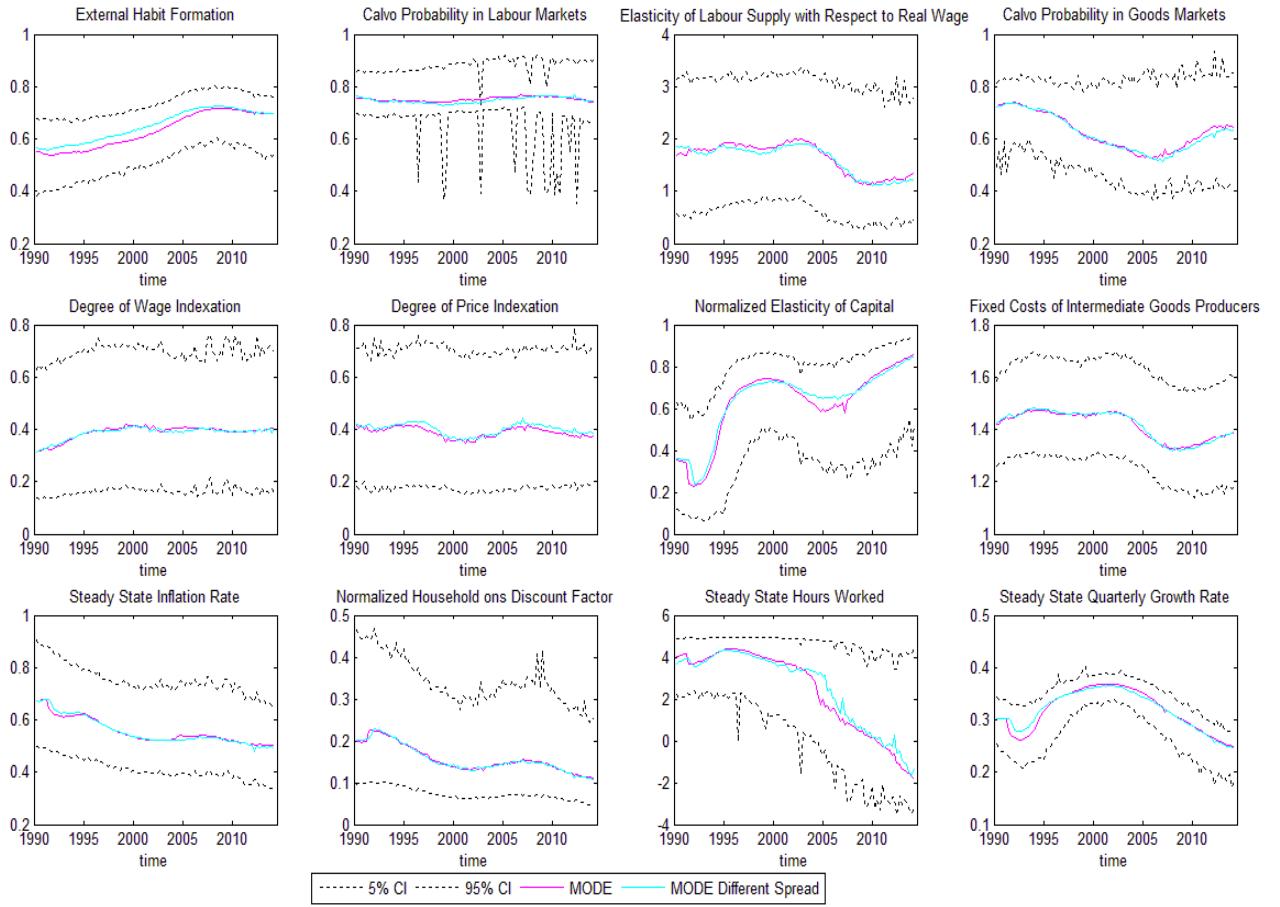 External Habit Formation
Calvo Probability in Labour Markets
Elasticity of Labour Supply with Respect to Real Wage
Calvo Probability in Goods Markets
1
0.8
0.6
0.4
0.2
1990 1995 2000 2005 2010
time
1
0.8
0.6
0.4
0.2
1990 1995 2000 2005 2010
time
4
3
2
1
0
1990 1995 2000 2005 2010
time
1
0.8
0.6
0.4
0.2
1990 1995 2000 2005 2010
time
Degree of Wage Indexation
Degree of Price Indexation
Normalized Elasticity of Capital
Fixed Costs of Intermediate Goods Producers
0.8
0.6
0.4
0.2
0
1990 1995 2000 2005 2010
time
0.8
0.6
0.4
0.2
0
1990 1995 2000 2005 2010
time
1
0.8
0.6
0.4
0.2
0
1990 1995 2000 2005 2010
time
1.8
1.6
1.4
1.2
1
1990 1995 2000 2005 2010
time
Steady State Inflation Rate
Normalized Household ons Discount Factor
Steady State Hours Worked
Steady State Quarterly Growth Rate
1
0.8
0.6
0.4
0.2
1990 1995 2000 2005 2010
time
0.5
0.4
0.3
0.2
0.1
0
1990 1995 2000 2005 2010
time
6
4
2
0
-2
-4
1990 1995 2000 2005 2010
time
0.5
0.4
0.3
0.2
0.1
1990 1995 2000 2005 2010
time
5% CI 95% CI MODE MODE Different Spread